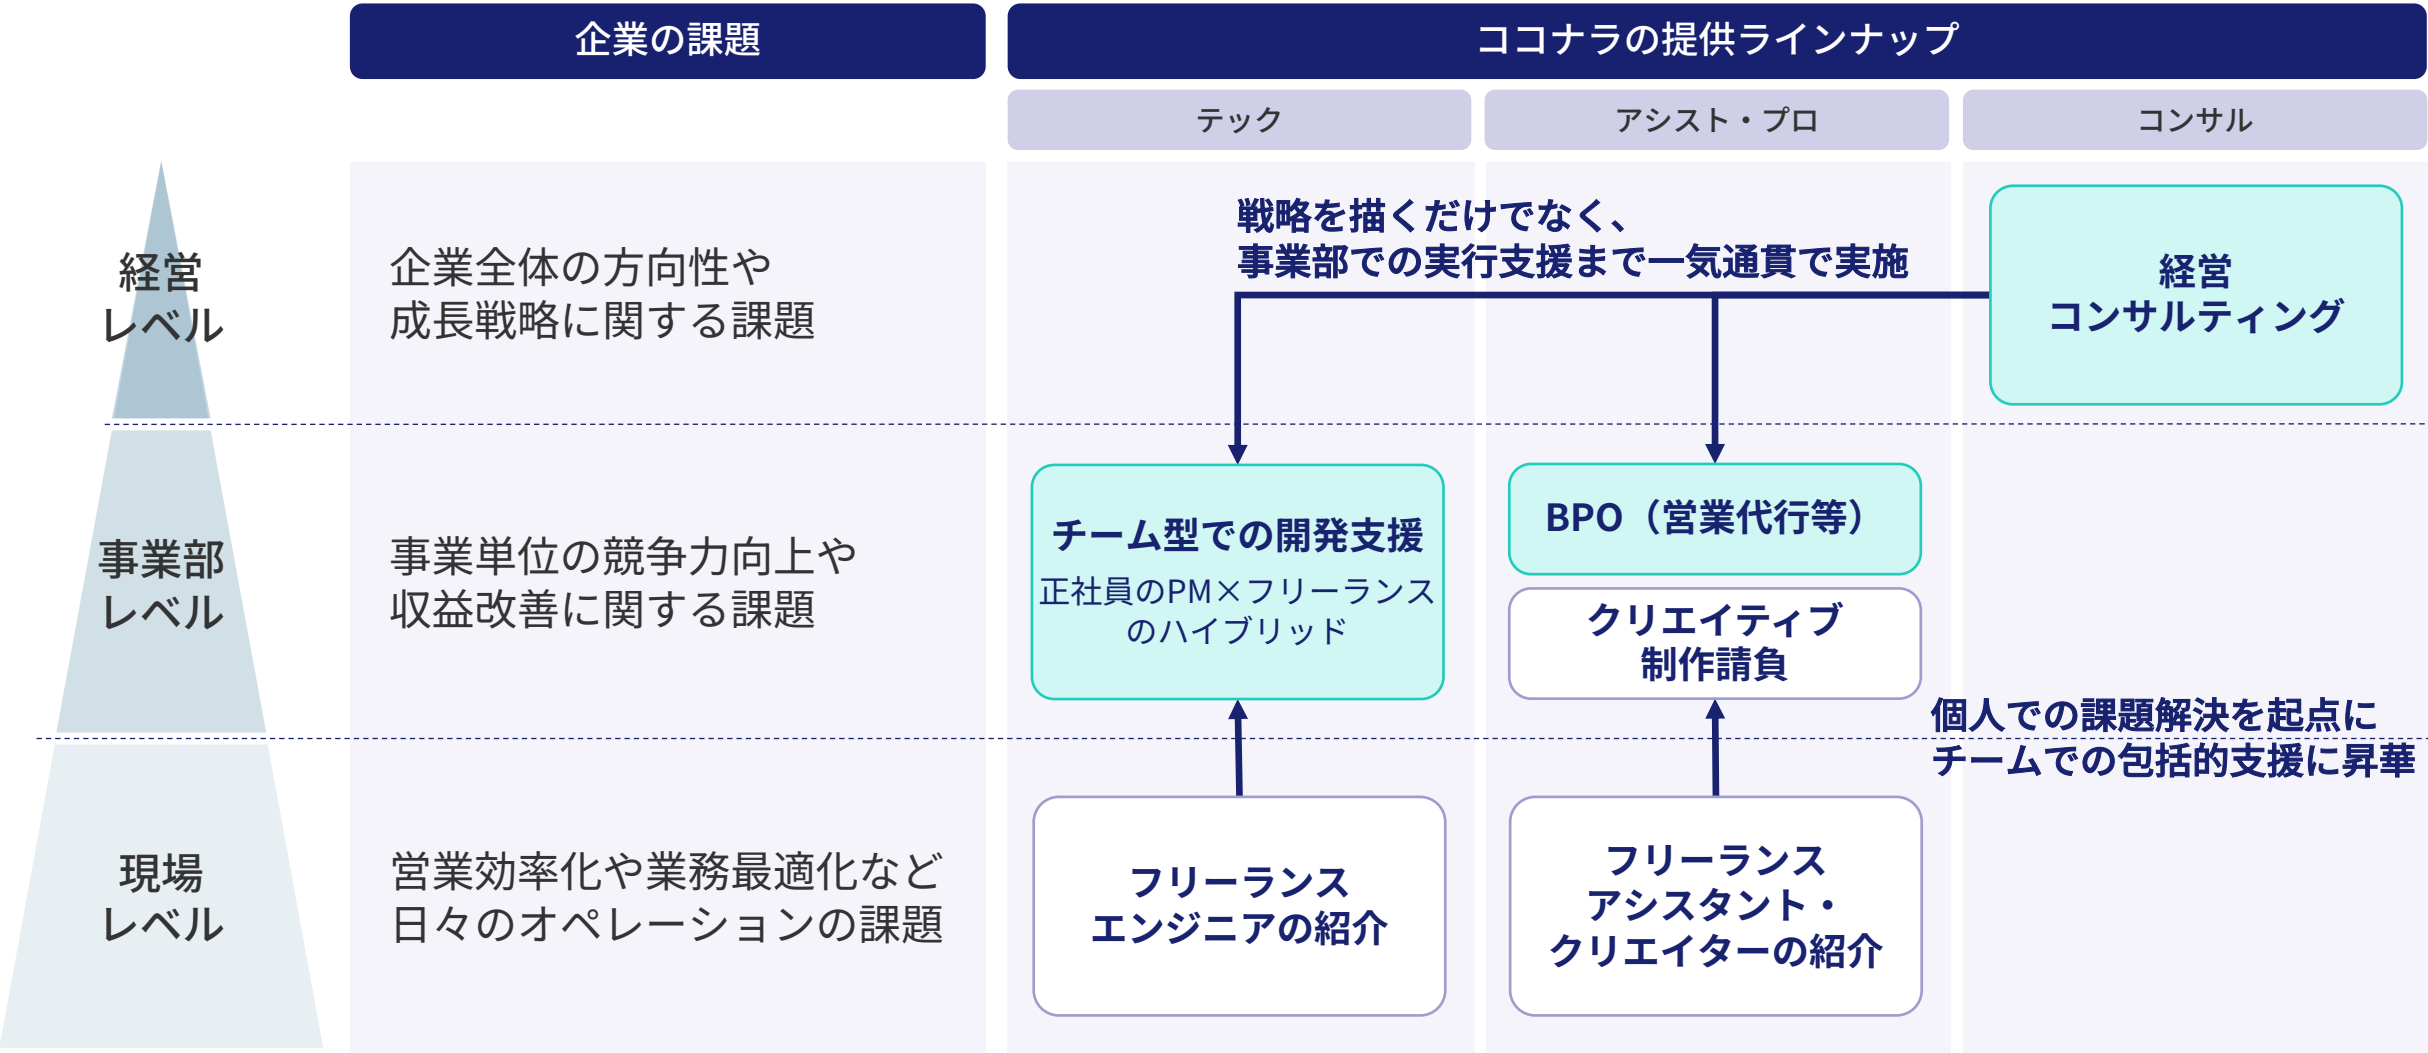 企業の課題
ココナラの提供ラインナップ
テック
アシスト・プロ
コンサル
経営
レベル
企業全体の方向性や
成長戦略に関する課題
戦略を描くだけでなく、
事業部での実行支援まで一気通貫で実施
経営
コンサルティング
事業部
レベル
事業単位の競争力向上や
収益改善に関する課題
チーム型での開発支援
正社員のPM×フリーランス
のハイブリッド
BPO（営業代行等）
クリエイティブ
制作請負
個人での課題解決を起点に
チームでの包括的支援に昇華
現場
レベル
営業効率化や業務最適化など
日々のオペレーションの課題
フリーランス
エンジニアの紹介
フリーランス
アシスタント・
クリエイターの紹介